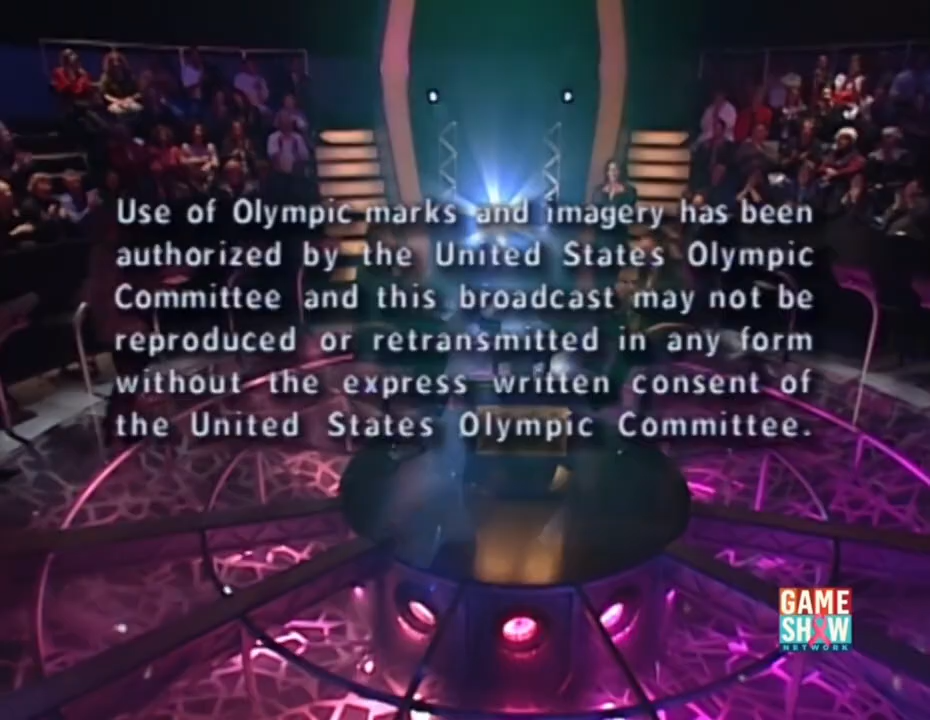 Use of Olympic marks and imagery has been
authorized by the United States Olympic
Committee and this broadcast may not be
reproduced or retransmitted in any form
without the express written consent of
the United States Olympic Committee.
GAME
SHOW
NETWORK